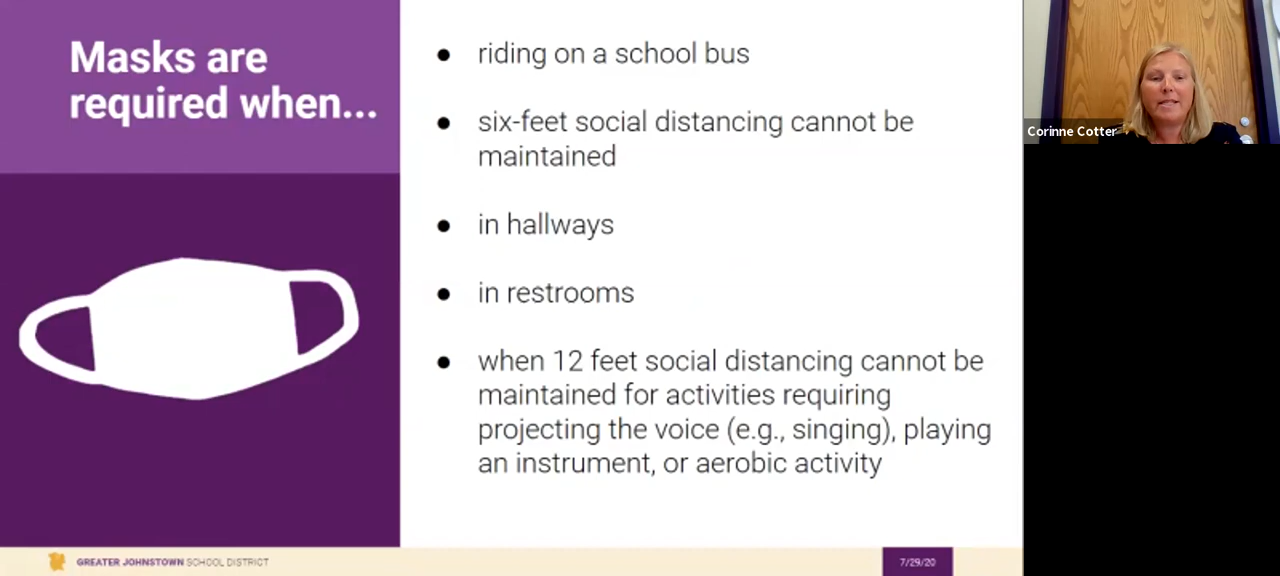 Masks are
required when...
● riding on a school bus
● six-feet social distancing cannot be
maintained
● in hallways
● in restrooms
● when 12 feet social distancing cannot be
maintained for activities requiring
projecting the voice (e.g., singing), playing
an instrument, or aerobic activity
Corinne Cotter
GREATER JOHNSTOWN SCHOOL DISTRICT
7/29/20